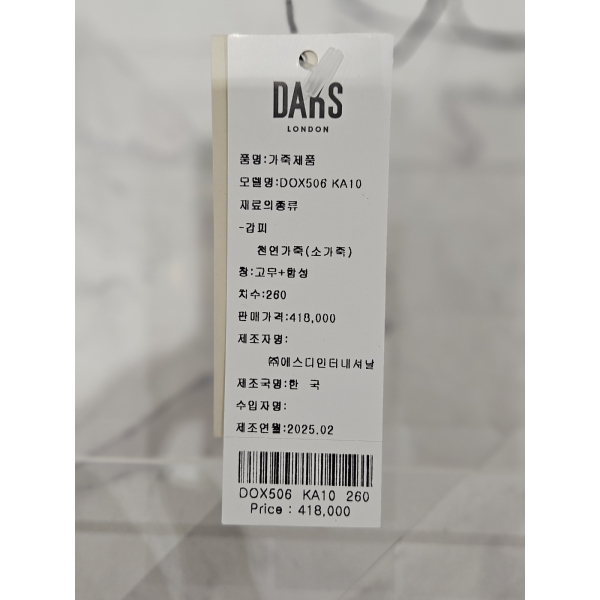 DARS
LONDON
품명:가죽제품
모델명:DOX506 KA10
재료의종류
-갑피
천연가죽(소가죽)
창:고무+합성
치수:260
판매가격:418,000
제조자명:
㈜에스디인터내셔날
제조국명:한 국
수입자명:
제조연월:2025.02
DOX506 KA10 260
Price : 418,000